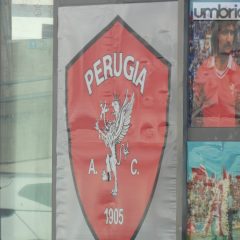 umbria
PERUGIA
A. C.
1905